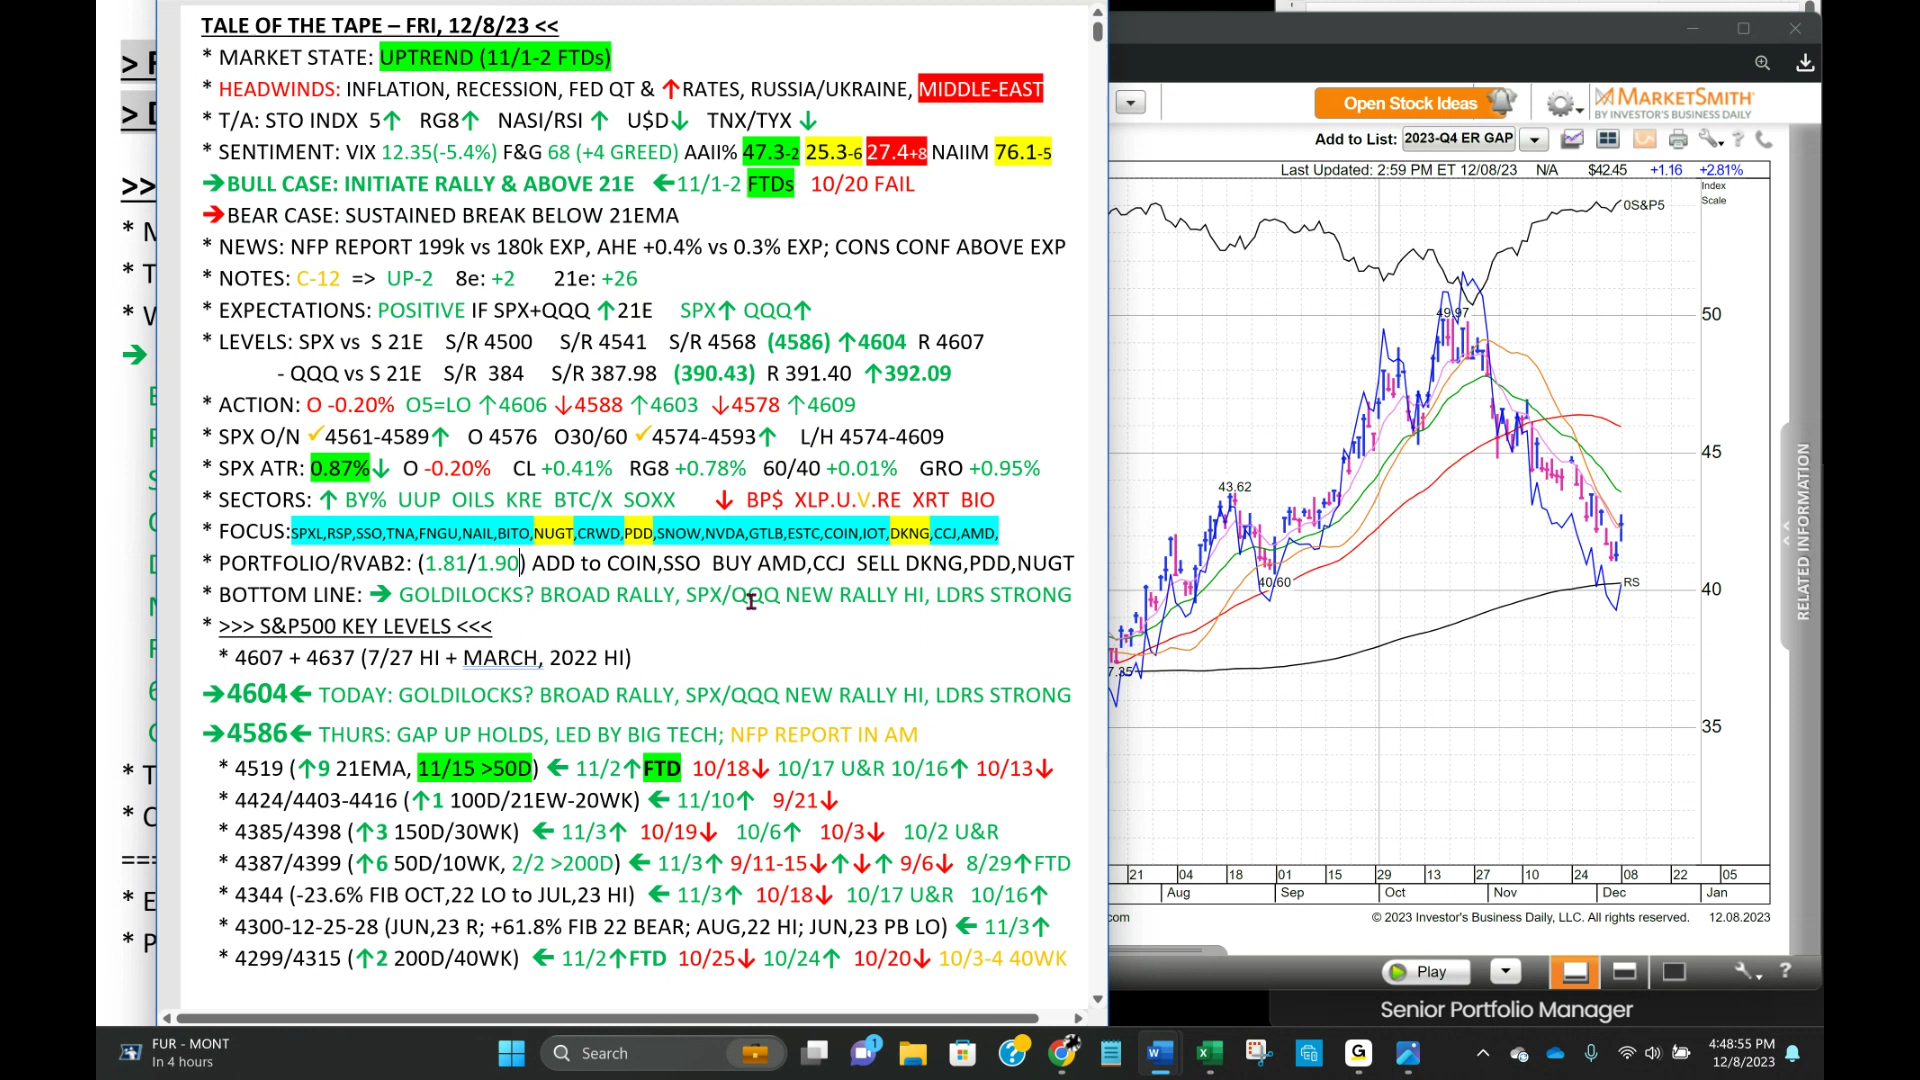 TALE OF THE TAPE – FRI, 12/8/23 <<
* MARKET STATE: UPTREND (11/1-2 FTDs)
* HEADWINDS: INFLATION, RECESSION, FED QT & ↑RATES, RUSSIA/UKRAINE, MIDDLE-EAST
* T/A: STO INDX 5↑ RG8↑ NASI/RSI ↑ U$D↓ TNX/TYX ↓
* SENTIMENT: VIX 12.35(-5.4%) F&G 68 (+4 GREED) AAII% 47.3-2 25.3-6 27.4+8 NAIIM 76.1-5
➔BULL CASE: INITIATE RALLY & ABOVE 21E ←11/1-2 FTDs 10/20 FAIL
➔BEAR CASE: SUSTAINED BREAK BELOW 21EMA
* NEWS: NFP REPORT 199k vs 180k EXP, AHE +0.4% vs 0.3% EXP; CONS CONF ABOVE EXP
* NOTES: C-12 => UP-2 8e: +2 21e: +26
* EXPECTATIONS: POSITIVE IF SPX+QQQ ↑21E SPX↑ QQQ↑
* LEVELS: SPX vs S 21E S/R 4500 S/R 4541 S/R 4568 (4586) ↑4604 R 4607
- QQQ vs S 21E S/R 384 S/R 387.98 (390.43) R 391.40 ↑392.09
* ACTION: O -0.20% O5=LO ↑4606 ↓4588 ↑4603 ↓4578 ↑4609
* SPX O/N ✓4561-4589↑ O 4576 O30/60 ✓4574-4593↑ L/H 4574-4609
* SPX ATR: 0.87%↓ O -0.20% CL +0.41% RG8 +0.78% 60/40 +0.01% GRO +0.95%
* SECTORS: ↑ BY% UUP OILS KRE BTC/X SOXX ↓ BP$ XLP.U.V.RE XRT BIO
* FOCUS:SPXL,RSP,SSO,TNA,FNGU,NAIL,BITO,NUGT,CRWD,PDD,SNOW,NVDA,GTLB,ESTC,COIN,IOT,DKNG,CCJ,AMD,
* PORTFOLIO/RVAB2: (1.81/1.90) ADD to COIN,SSO BUY AMD,CCJ SELL DKNG,PDD,NUGT
* BOTTOM LINE: ➔ GOLDILOCKS? BROAD RALLY, SPX/QQQ NEW RALLY HI, LDRS STRONG
* >>> S&P500 KEY LEVELS <<<
* 4607 + 4637 (7/27 HI + MARCH, 2022 HI)
➔4604← TODAY: GOLDILOCKS? BROAD RALLY, SPX/QQQ NEW RALLY HI, LDRS STRONG
➔4586← THURS: GAP UP HOLDS, LED BY BIG TECH; NFP REPORT IN AM
* 4519 (↑9 21EMA, 11/15 >50D) ← 11/2↑FTD 10/18↓ 10/17 U&R 10/16↑ 10/13↓
* 4424/4403-4416 (↑1 100D/21EW-20WK) ← 11/10↑ 9/21↓
* 4385/4398 (↑3 150D/30WK) ← 11/3↑ 10/19↓ 10/6↑ 10/3↓ 10/2 U&R
* 4387/4399 (↑6 50D/10WK, 2/2 >200D) ← 11/3↑ 9/11-15↓↑↓↑ 9/6↓ 8/29↑FTD
* 4344 (-23.6% FIB OCT,22 LO to JUL,23 HI) ← 11/3↑ 10/18↓ 10/17 U&R 10/16↑
* 4300-12-25-28 (JUN,23 R; +61.8% FIB 22 BEAR; AUG,22 HI; JUN,23 PB LO) ← 11/3↑
* 4299/4315 (↑2 200D/40WK) ← 11/2↑FTD 10/25↓ 10/24↑ 10/20↓ 10/3-4 40WK
Open Stock Ideas
MARKETSMITH
BY INVESTOR'S BUSINESS DAILY
Add to List: 2023-Q4 ER GAP
Last Updated: 2:59 PM ET 12/08/23 N/A $42.45 +1.16 +2.81%
Index
Scale
0S&P5
49.97
50
45
43.62
40.60
RS
40
35
RELATED INFORMATION
21 04 18 01 15 29 13 27 10 24 08 22 05
Aug Sep Oct Nov Dec Jan
com
© 2023 Investor's Business Daily, LLC. All rights reserved. 12.08.2023
Play
Senior Portfolio Manager
FUR - MONT
In 4 hours
Search
4:48:55 PM
12/8/2023